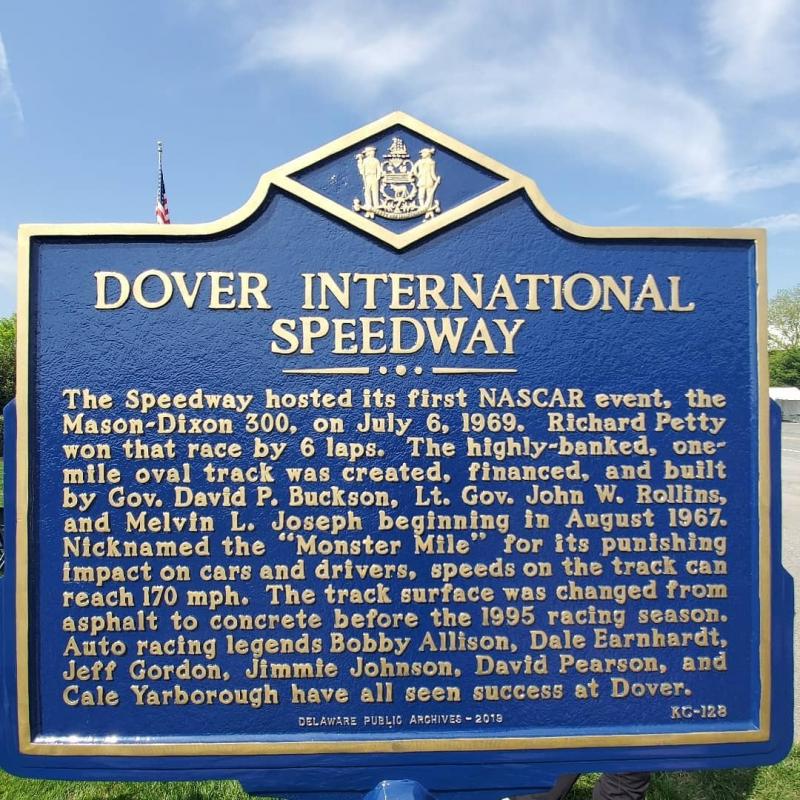 DOVER INTERNATIONAL
SPEEDWAY
The Speedway hosted its first NASCAR event, the
Mason-Dixon 300, on July 6, 1969. Richard Petty
won that race by 6 laps. The highly-banked, one-
mile oval track was created, financed, and built
by Gov. David P. Buckson, Lt. Gov. John W. Rollins,
and Melvin L. Joseph beginning in August 1967.
Nicknamed the "Monster Mile" for its punishing
impact on cars and drivers, speeds on the track can
reach 170 mph. The track surface was changed from
asphalt to concrete before the 1995 racing season.
Auto racing legends Bobby Allison, Dale Earnhardt,
Jeff Gordon, Jimmie Johnson, David Pearson, and
Cale Yarborough have all seen success at Dover.
DELAWARE PUBLIC ARCHIVES - 2019
KC-128